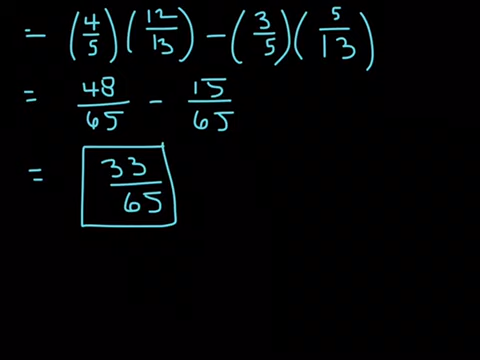 = (4/5)(12/13) - (3/5)(5/13)
= 48/65 - 15/65
= 33/65